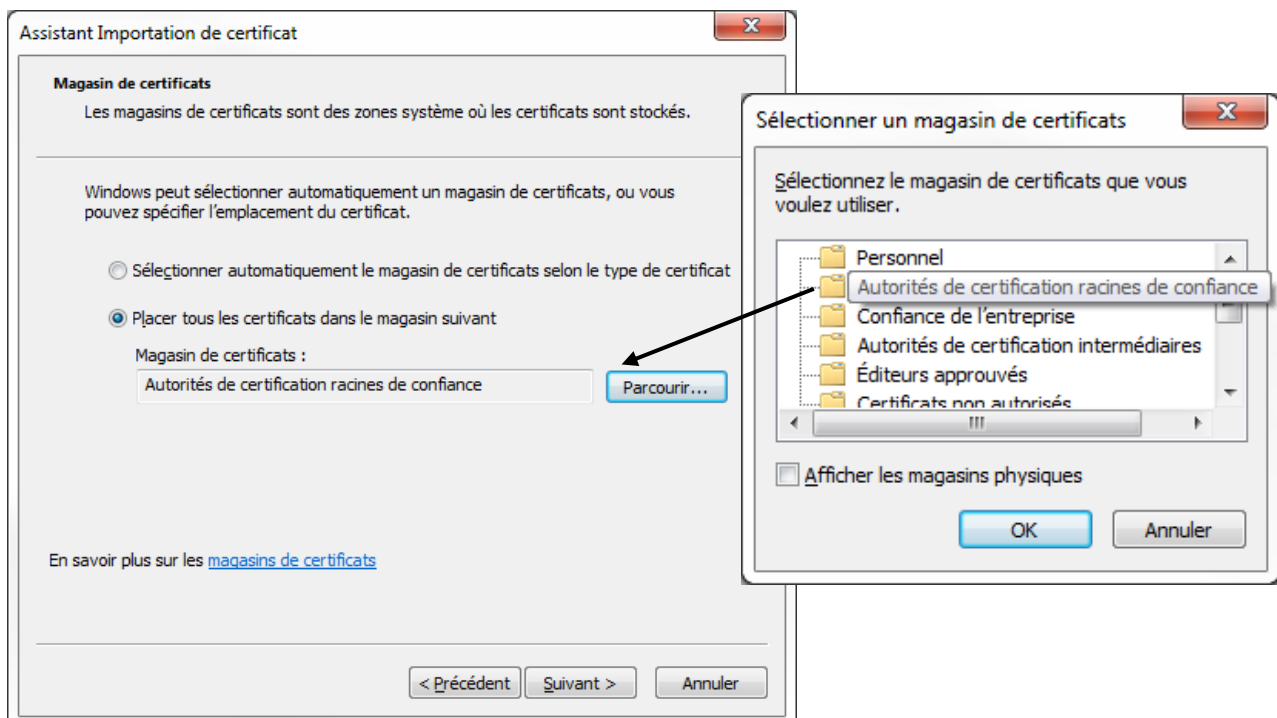 Assistant Importation de certificat
Magasin de certificats
Les magasins de certificats sont des zones système où les certificats sont stockés.
Windows peut sélectionner automatiquement un magasin de certificats, ou vous
pouvez spécifier l'emplacement du certificat.
Sélectionner automatiquement le magasin de certificats selon le type de certificat
Placer tous les certificats dans le magasin suivant
Magasin de certificats :
Autorités de certification racines de confiance
Parcourir...
En savoir plus sur les magasins de certificats
< Précédent
Suivant >
Annuler
Sélectionner un magasin de certificats
Sélectionnez le magasin de certificats que vous
voulez utiliser.
Personnel
Autorités de certification racines de confiance
Confiance de l'entreprise
Autorités de certification intermédiaires
Éditeurs approuvés
Certificats non autorisés
Afficher les magasins physiques
OK
Annuler